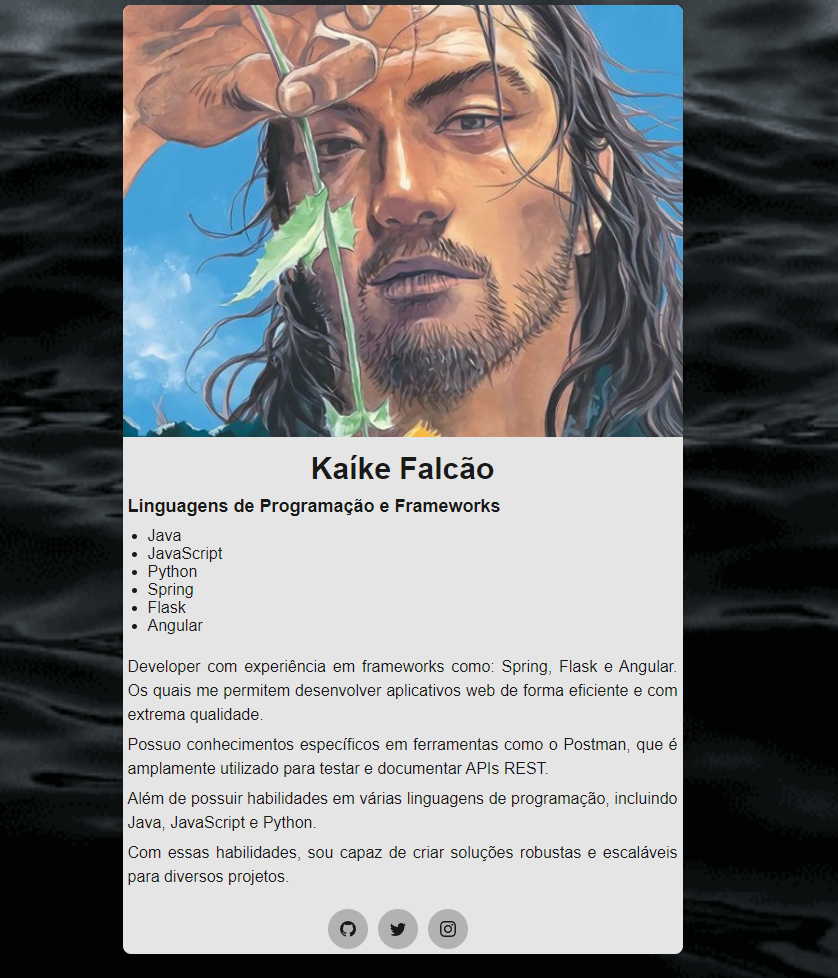 Kaíke Falcão
Linguagens de Programação e Frameworks
Java
JavaScript
Python
Spring
Flask
Angular
Developer com experiência em frameworks como: Spring, Flask e Angular.
Os quais me permitem desenvolver aplicativos web de forma eficiente e com
extrema qualidade.
Possuo conhecimentos específicos em ferramentas como o Postman, que é
amplamente utilizado para testar e documentar APIs REST.
Além de possuir habilidades em várias linguagens de programação, incluindo
Java, JavaScript e Python.
Com essas habilidades, sou capaz de criar soluções robustas e escaláveis
para diversos projetos.